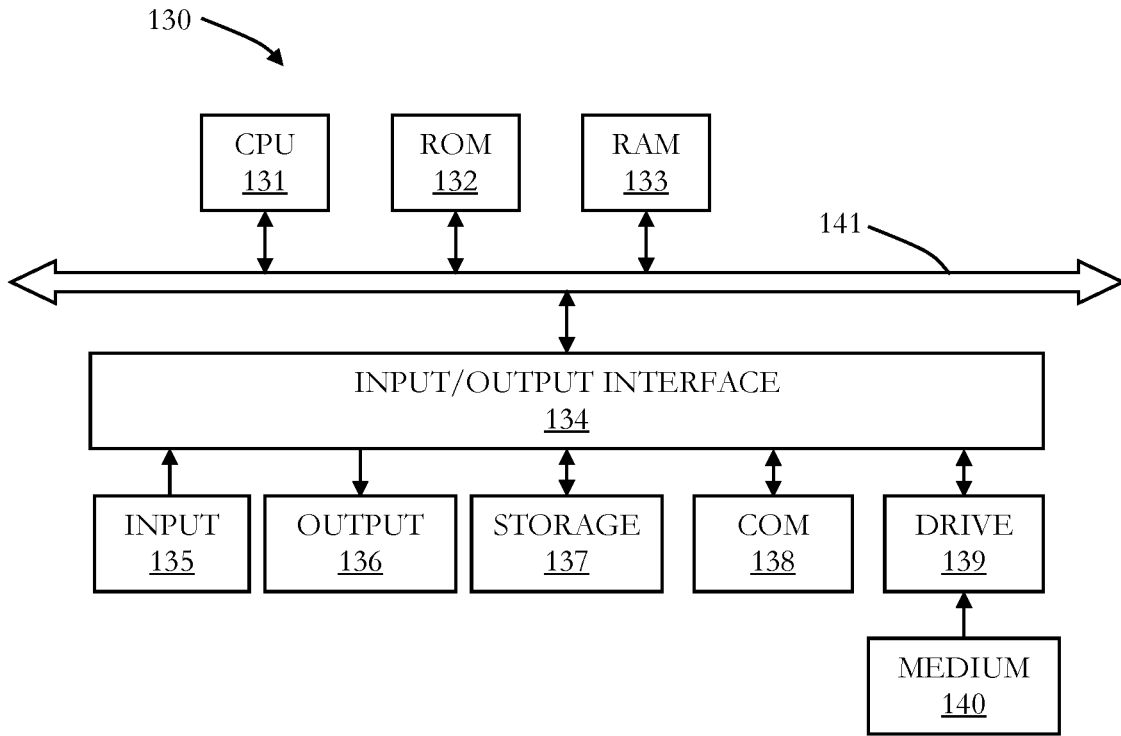 130
CPU
131
ROM
132
RAM
133
141
INPUT/OUTPUT INTERFACE
134
INPUT
135
OUTPUT
136
STORAGE
137
COM
138
DRIVE
139
MEDIUM
140